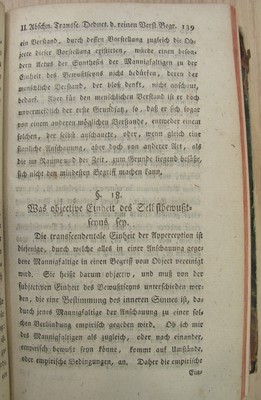 II Abschn. Transsc. Deduct. d. reinen Verst. Begr. 139
ein Verstand, durch dessen Vorstellung zugleich die Ob-
jecte dieser Vorstellung existirten, würde einen beson-
dern Actus der Synthesis der Mannigfaltigen zu der
Einheit des Bewußtseyns nicht bedürfen, deren der
menschliche Verstand, der blos denkt, nicht anschaut,
bedarf. Aber für den menschlichen Verstand ist er doch
unvermeidlich der erste Grundsatz, so, daß er sich sogar
von einem anderen möglichen Verstande, entweder einem
solchen, der selbst anschauete, oder, wenn gleich eine
sinnliche Anschauung, aber doch von anderer Art, als
die im Raume und der Zeit, zum Grunde liegend besäße,
sich nicht den mindesten Begriff machen kann.
§. 18.
Was objective Einheit des Selbstbewußt-
seyns sey.
Die transscendentale Einheit der Apperception ist
diejenige, durch welche alles in einer Anschauung gege-
bene Mannigfaltige in einen Begriff vom Object vereinigt
wird. Sie heißt darum objectiv, und muß von der
subjectiven Einheit des Bewußtseyns unterschieden wer-
den, die eine Bestimmung des inneren Sinnes ist, da-
durch jenes Mannigfaltige der Anschauung zu einer sol-
chen Verbindung empirisch gegeben wird. Ob ich mir
des Mannigfaltigen als zugleich, oder nach einander,
empirisch bewußt seyn könne, kommt auf Umstände,
oder empirische Bedingungen, an. Daher die empirische
Ein-